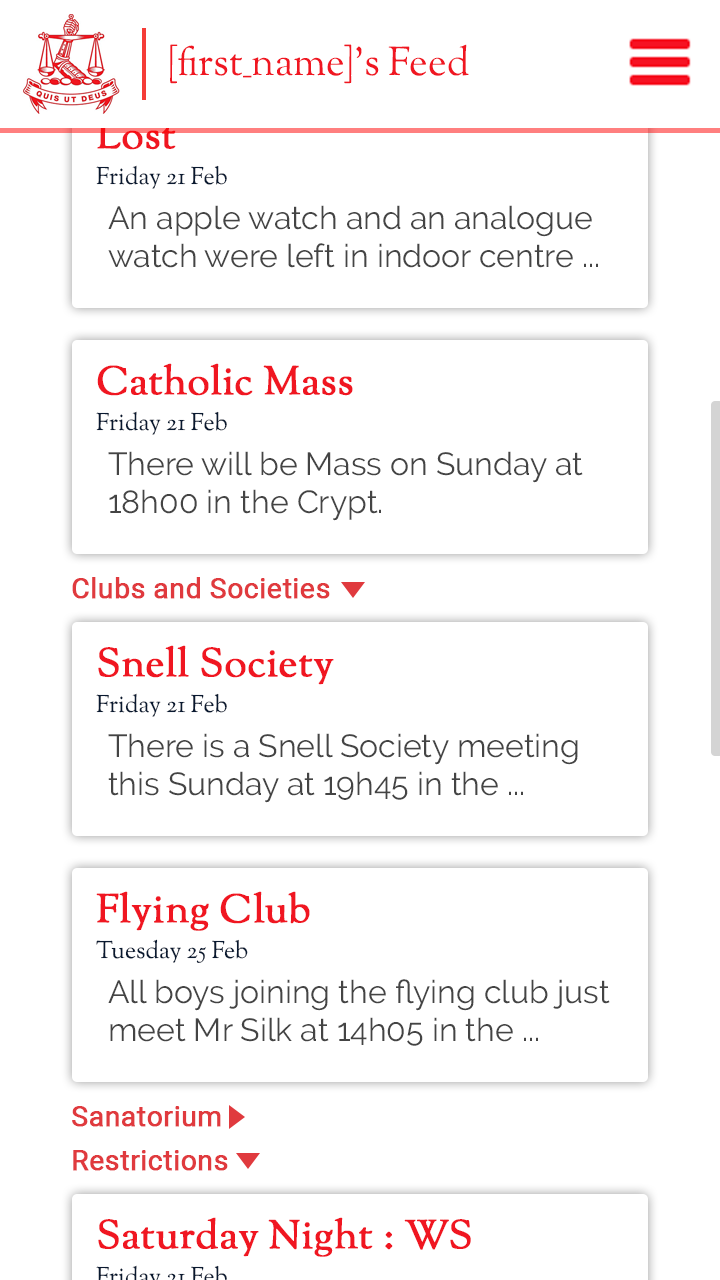 QUIS UT DEUS
[first_name]'s Feed
Lost
Friday 21 Feb
An apple watch and an analogue
watch were left in indoor centre ...
Catholic Mass
Friday 21 Feb
There will be Mass on Sunday at
18h00 in the Crypt.
Clubs and Societies
Snell Society
Friday 21 Feb
There is a Snell Society meeting
this Sunday at 19h45 in the ...
Flying Club
Tuesday 25 Feb
All boys joining the flying club just
meet Mr Silk at 14h05 in the ...
Sanatorium
Restrictions
Saturday Night : WS
Friday 21 Feb